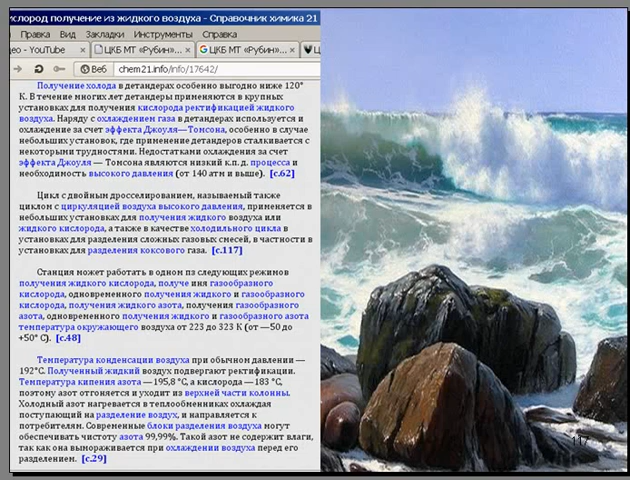 ислород получение из жидкого воздуха - Справочник химика 21
Правка Вид Закладки Инструменты Справка
део - YouTube ЦКБ МТ «Рубин»... ЦКБ МТ «Рубин»...
Веб chem21.info/info/17642/
Получение холода в детандерах особенно выгодно ниже 120°
К. В течение многих лет детандеры применяются в крупных
установках для получения кислорода ректификацией жидкого
воздуха. Наряду с охлаждением газа в детандерах используется и
охлаждение за счет эффекта Джоуля—Томсона, особенно в случае
небольших установок, где применение детандеров сталкивается с
некоторыми трудностями. Недостатками охлаждения за счет
эффекта Джоуля — Томсона являются низкий к.п.д. процесса и
необходимость высокого давления (от 140 атм и выше). [c.62]
Цикл с двойным дросселированием, называемый также
циклом с циркуляцией воздуха высокого давления, применяется в
небольших установках для получения жидкого воздуха или
жидкого кислорода, а также в качестве холодильного цикла в
установках для разделения сложных газовых смесей, в частности в
установках для разделения коксового газа. [c.117]
Станция может работать в одном пз следующих режимов
получения жидкого кислорода, получе иня газообразного
кислорода, одновременного получения жидкого и газообразного
кислорода, получения жидкого азота, получения газообразного
азота, одновременного получения жидкого и газообразного азота
температура окружающего воздуха от 223 до 323 К (от —50 до
+50° С). [c.48]
Температура конденсации воздуха при обычном давлении —
192°С. Полученный жидкий воздух подвергают ректификации.
Температура кипения азота —195,8 °С, а кислорода —183 °С,
поэтому азот отгоняется и уходит из верхней части колонны.
Холодный азот нагревается в теплообменниках охлаждая
поступающий на разделение воздух, и направляется к
потребителю. Современные блоки разделения воздуха могут
обеспечивать чистоту азота 99,99%. Такой азот не содержит влаги,
так как она вымораживается при охлаждении воздуха перед его
разделением. [c.29]
117